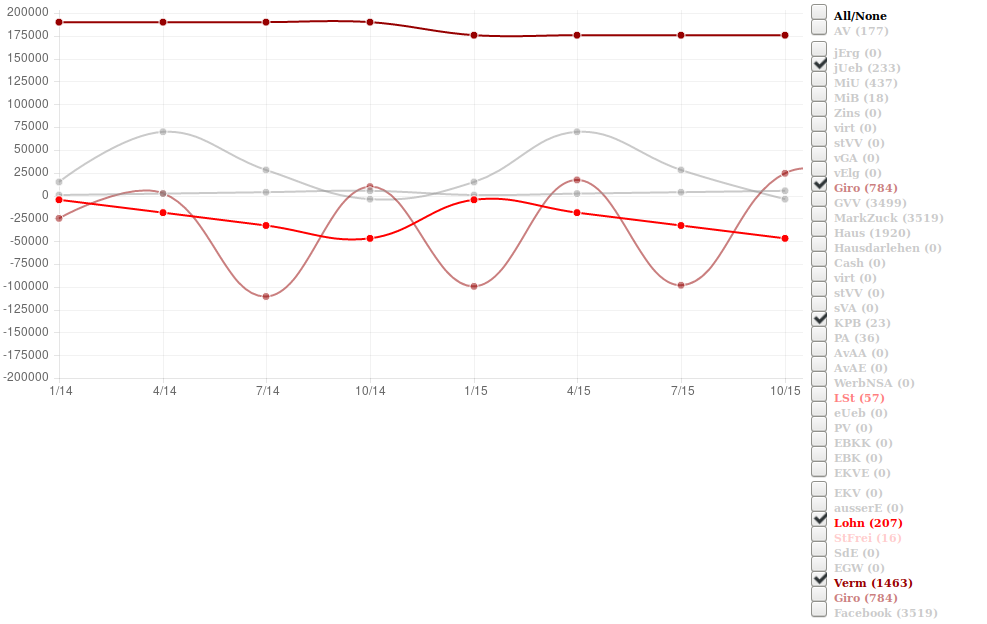 200000
175000
150000
125000
100000
75000
50000
25000
0
-25000
-50000
-75000
-100000
-125000
-150000
-175000
-200000
1/14 4/14 7/14 10/14 1/15 4/15 7/15 10/15
All/None
AV (177)
jErg (0)
jUeb (233)
MiU (437)
MiB (18)
Zins (0)
virt (0)
stVV (0)
vGA (0)
vElg (0)
Giro (784)
GVV (3499)
MarkZuck (3519)
Haus (1920)
Hausdarlehen (0)
Cash (0)
virt (0)
stVV (0)
sVA (0)
KPB (23)
PA (36)
AvAA (0)
AvAE (0)
WerbNSA (0)
LSt (57)
eUeb (0)
PV (0)
EBKK (0)
EBK (0)
EKVE (0)
EKV (0)
ausserE (0)
Lohn (207)
StFrei (16)
SdE (0)
EGW (0)
Verm (1463)
Giro (784)
Facebook (3519)